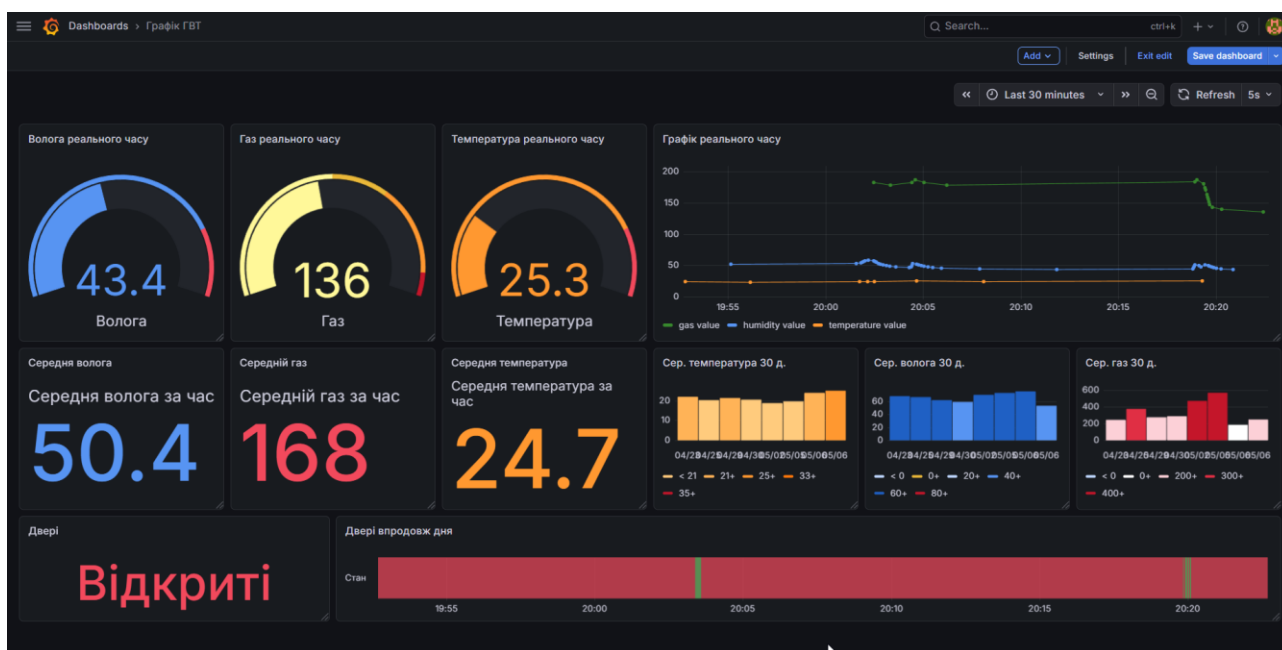 Dashboards › Графік ГВТ
Search... ctrl+k
Add Settings Exit edit Save dashboard
Last 30 minutes Refresh 5s
Волога реального часу
43.4
Волога
Газ реального часу
136
Газ
Температура реального часу
25.3
Температура
Графік реального часу
200
150
100
50
0
19:55 20:00 20:05 20:10 20:15 20:20
gas value humidity value temperature value
Середня волога
Середня волога за час
50.4
Середній газ
Середній газ за час
168
Середня температура
Середня температура за
час
24.7
Сер. температура 30 д.
20
10
0
< 21 21+ 25+ 33+
35+
Сер. волога 30 д.
60
40
20
0
< 0 0+ 20+ 40+
60+ 80+
Сер. газ 30 д.
600
400
200
0
< 0 0+ 200+ 300+
400+
Двері
Відкриті
Двері впродовж дня
Стан
19:55 20:00 20:05 20:10 20:15 20:20